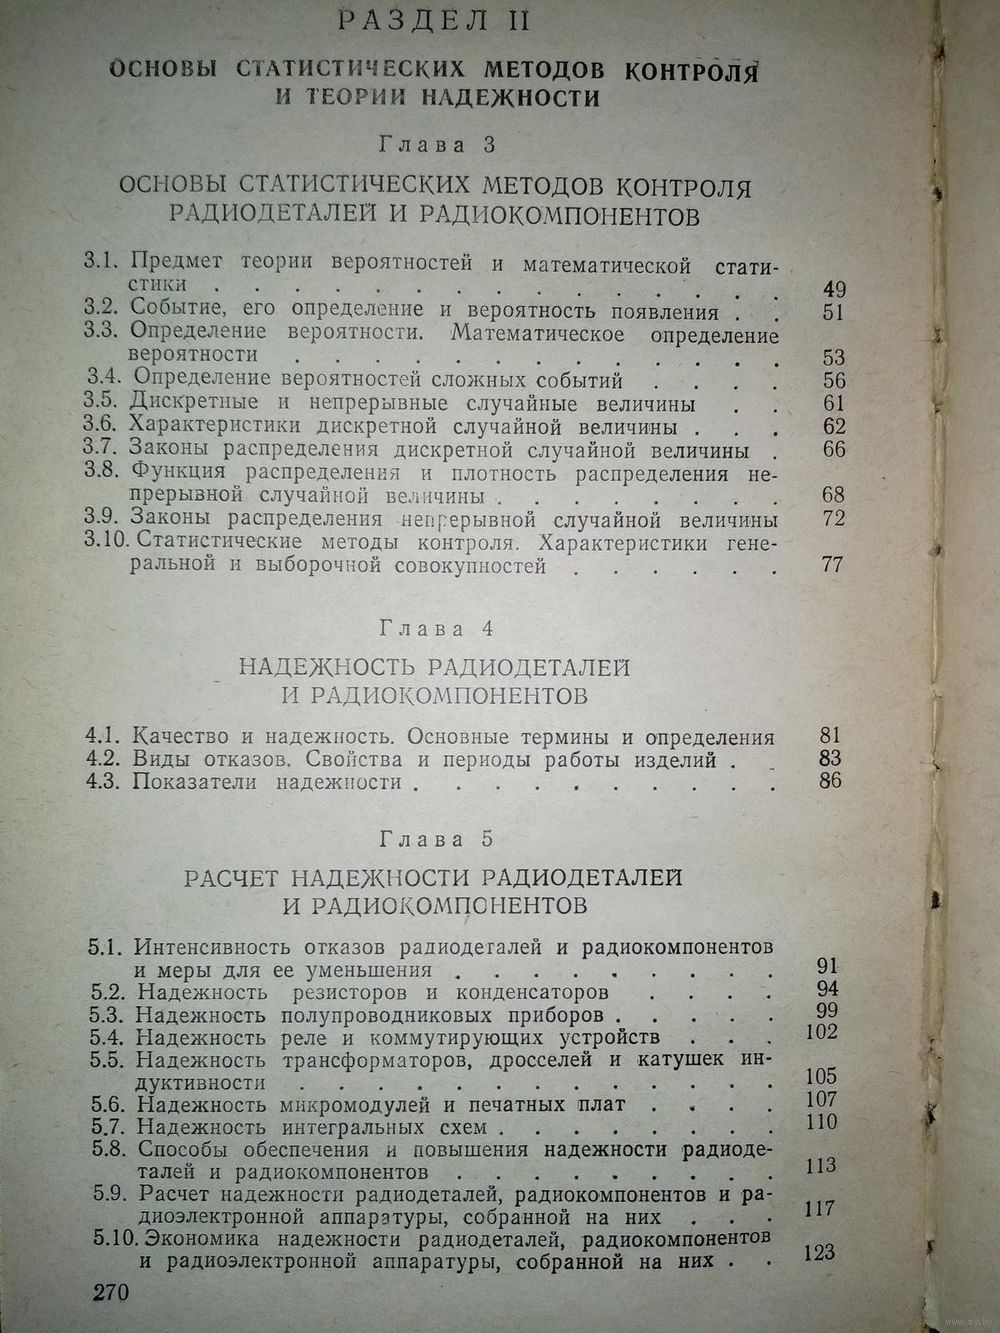 РАЗДЕЛ II
ОСНОВЫ СТАТИСТИЧЕСКИХ МЕТОДОВ КОНТРОЛЯ
И ТЕОРИИ НАДЕЖНОСТИ
Глава 3
ОСНОВЫ СТАТИСТИЧЕСКИХ МЕТОДОВ КОНТРОЛЯ
РАДИОДЕТАЛЕЙ И РАДИОКОМПОНЕНТОВ
3.1. Предмет теории вероятностей и математической стати-
стики . . . . . . . . . . . . . . . 49
3.2. Событие, его определение и вероятность появления . . 51
3.3. Определение вероятности. Математическое определение
вероятности . . . . . . . . . . . . . 53
3.4. Определение вероятностей сложных событий . . . . 56
3.5. Дискретные и непрерывные случайные величины . . 61
3.6. Характеристики дискретной случайной величины . . . 62
3.7. Законы распределения дискретной случайной величины . 66
3.8. Функция распределения и плотность распределения не-
прерывной случайной величины . . . . . . . . 68
3.9. Законы распределения непрерывной случайной величины 72
3.10. Статистические методы контроля. Характеристики гене-
ральной и выборочной совокупностей . . . . . . 77
Глава 4
НАДЕЖНОСТЬ РАДИОДЕТАЛЕЙ
И РАДИОКОМПОНЕНТОВ
4.1. Качество и надежность. Основные термины и определения 81
4.2. Виды отказов. Свойства и периоды работы изделий . . 83
4.3. Показатели надежности . . . . . . . . . . 86
Глава 5
РАСЧЕТ НАДЕЖНОСТИ РАДИОДЕТАЛЕЙ
И РАДИОКОМПОНЕНТОВ
5.1. Интенсивность отказов радиодеталей и радиокомпонентов
и меры для ее уменьшения . . . . . . . . . 91
5.2. Надежность резисторов и конденсаторов . . . . 94
5.3. Надежность полупроводниковых приборов . . . . . 99
5.4. Надежность реле и коммутирующих устройств . . . 102
5.5. Надежность трансформаторов, дросселей и катушек ин-
дуктивности . . . . . . . . . . . . . 105
5.6. Надежность микромодулей и печатных плат . . . . 107
5.7. Надежность интегральных схем . . . . . . . . 110
5.8. Способы обеспечения и повышения надежности радиоде-
талей и радиокомпонентов . . . . . . . . . 113
5.9. Расчет надежности радиодеталей, радиокомпонентов и ра-
диоэлектронной аппаратуры, собранной на них . . . 117
5.10. Экономика надежности радиодеталей, радиокомпонентов
и радиоэлектронной аппаратуры, собранной на них . . 123
270
www.ay.by